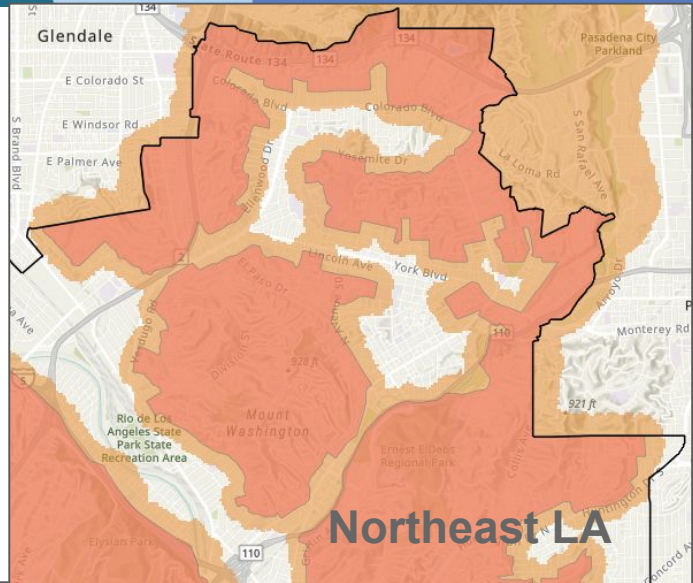 134
Glendale
State Route 134
134
134
Pasadena City
Parkland
E Colorado St
Colorado Blvd
Colorado Blvd
S Brand Blvd
E Windsor Rd
E Palmer Ave
Ellenwood Dr
Yosemite Dr
La Loma Rd
S San Rafael Ave
2
Lincoln Ave
York Blvd
El Paso Dr
Arroyo Dr
Verdugo Rd
Division St
110
Monterey Rd
928 ft
921 ft
5
Mount
Washington
Rio de Los
Angeles State
Park State
Recreation Area
Ernest E Debs
Regional Park
Collis Ave
Huntington Dr S
Northeast LA
Elysian Park
110
Concord Av